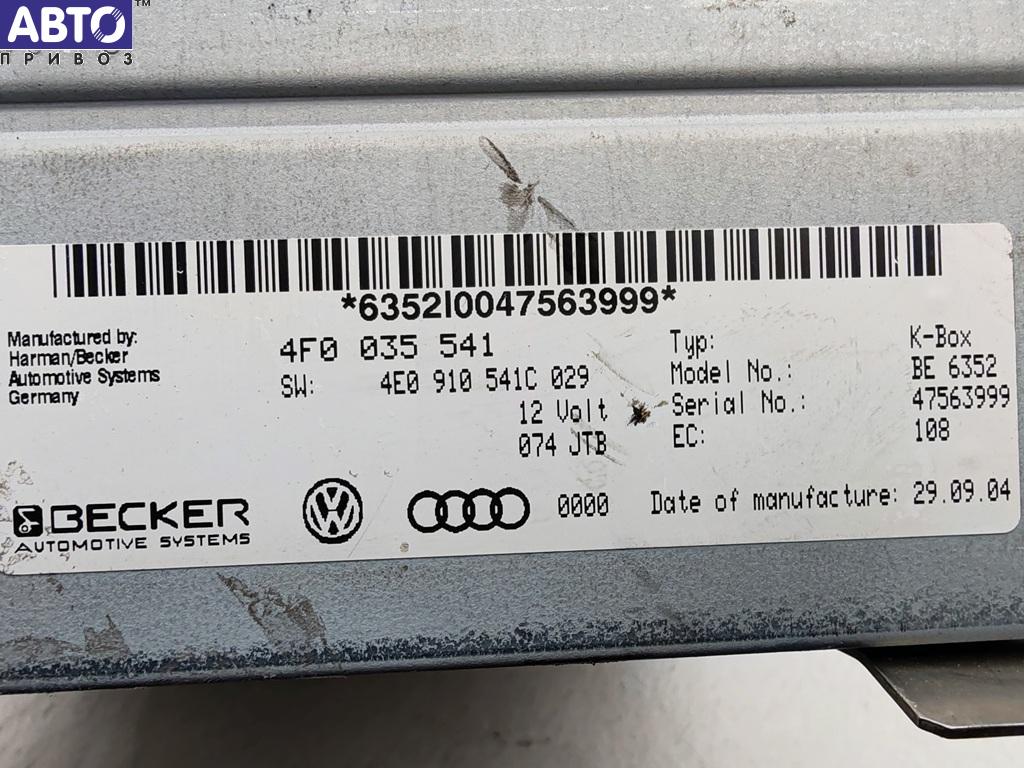 АВТО™
ПРИВОЗ
*6352I0047563999*
Manufactured by:
Harman/Becker
Automotive Systems
Germany
4F0 035 541
SW: 4E0 910 541C 029
12 Volt
074 JTB
Typ: K-Box
Model No.: BE 6352
Serial No.: 47563999
EC: 108
BECKER
AUTOMOTIVE SYSTEMS
VW
0000
Date of manufacture: 29.09.04